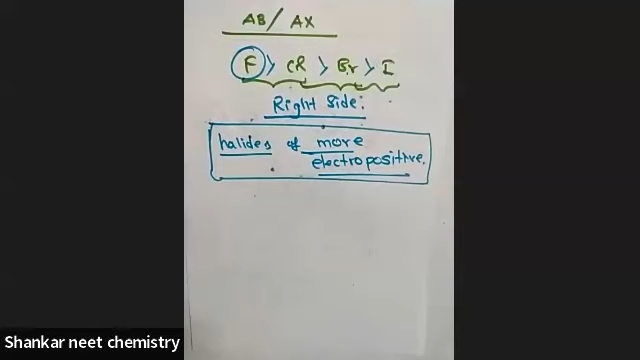 AB / AX
F > Cl > Br > I
Right Side:
halides of more
electropositive.
Shankar neet chemistry